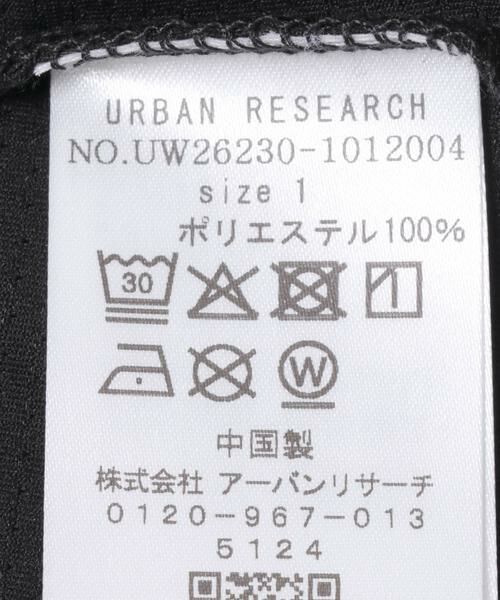 URBAN RESEARCH
NO.UW26230-1012004
size 1
ポリエステル100%
30
W
中国製
株式会社 アーバンリサーチ
0120-967-013
5124